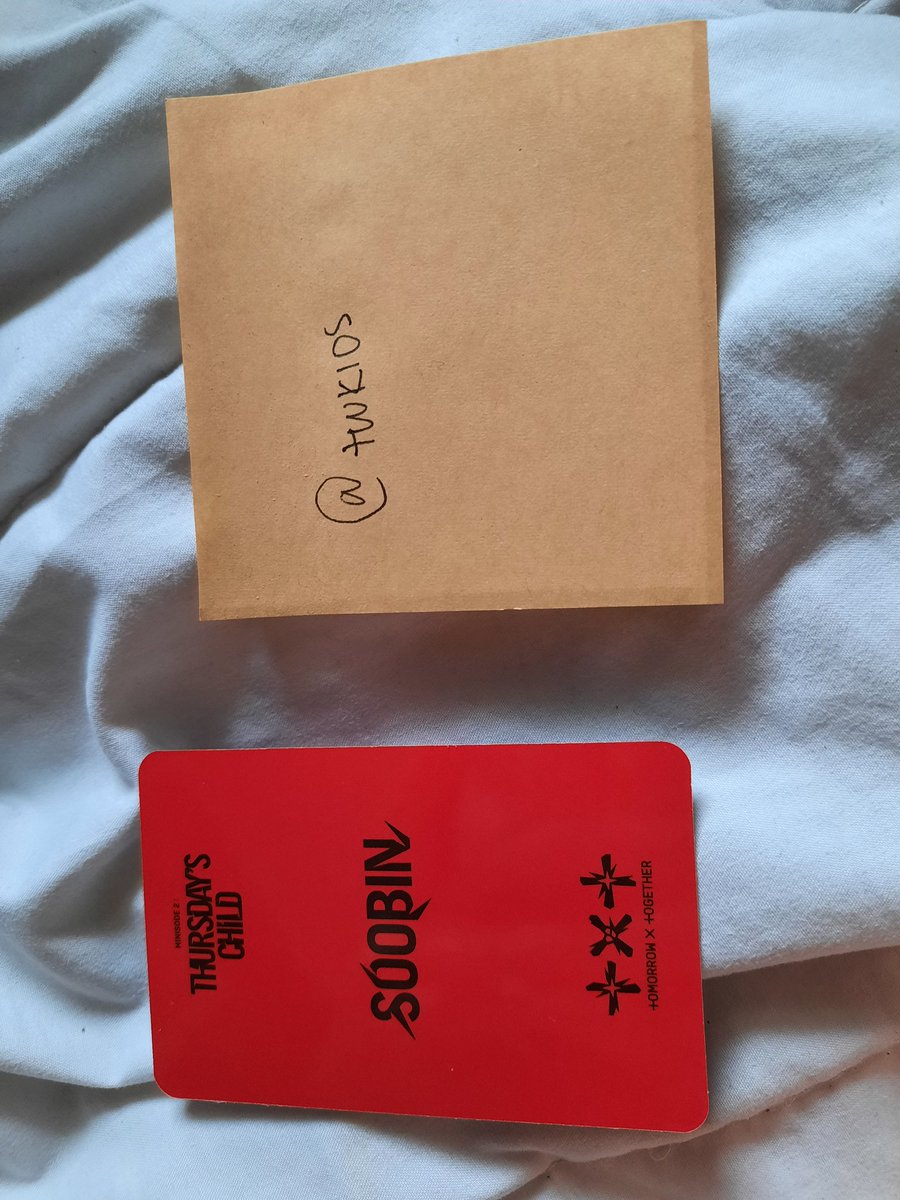 @twkios
MINISODE 2:
THURSDAY'S
CHILD
SOOBIN
+x+
tOMORROW x tOGETHER